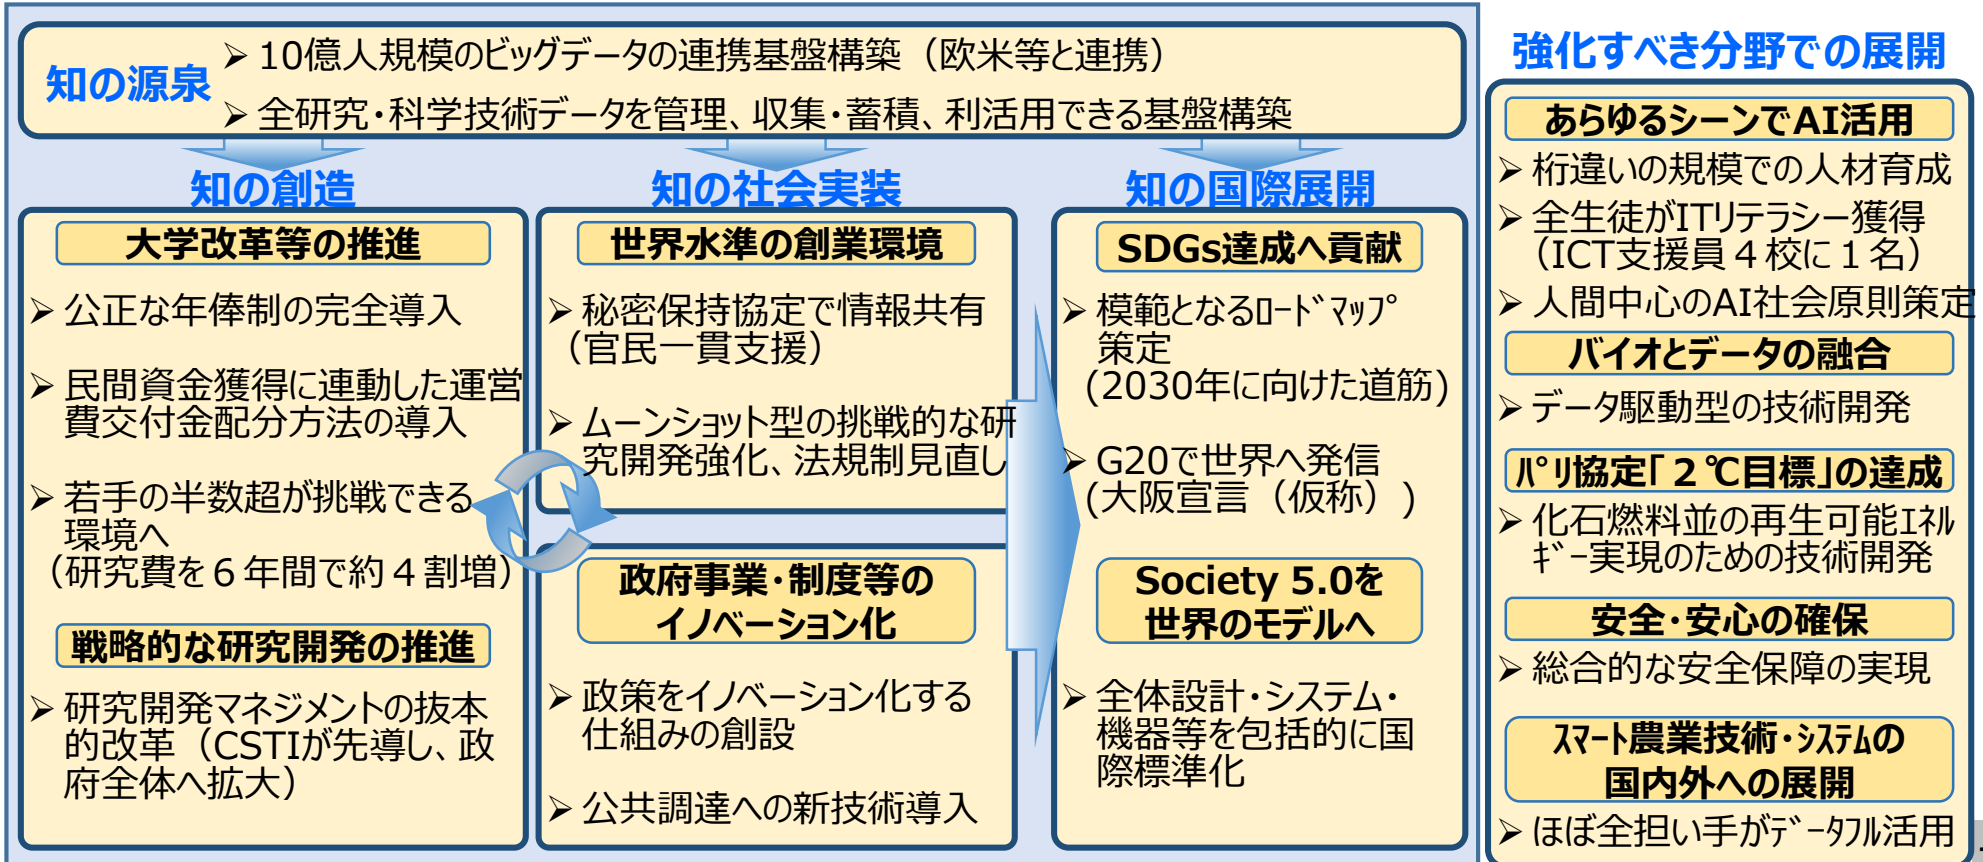 知の源泉
➢ 10億人規模のビッグデータの連携基盤構築（欧米等と連携）
➢ 全研究・科学技術データを管理、収集・蓄積、利活用できる基盤構築
知の創造
大学改革等の推進
➢ 公正な年俸制の完全導入
➢ 民間資金獲得に連動した運営
費交付金配分方法の導入
➢ 若手の半数超が挑戦できる
環境へ
（研究費を６年間で約４割増）
戦略的な研究開発の推進
➢ 研究開発マネジメントの抜本
的改革（CSTIが先導し、政
府全体へ拡大）
知の社会実装
世界水準の創業環境
➢ 秘密保持協定で情報共有
（官民一貫支援）
➢ ムーンショット型の挑戦的な研
究開発強化、法規制見直し
政府事業・制度等の
イノベーション化
➢ 政策をイノベーション化する
仕組みの創設
➢ 公共調達への新技術導入
知の国際展開
SDGs達成へ貢献
➢ 模範となるﾛｰﾄﾞﾏｯﾌﾟ
策定
(2030年に向けた道筋)
➢ G20で世界へ発信
(大阪宣言（仮称）)
Society 5.0を
世界のモデルへ
➢ 全体設計・システム・
機器等を包括的に国
際標準化
強化すべき分野での展開
あらゆるシーンでAI活用
➢ 桁違いの規模での人材育成
➢ 全生徒がITリテラシー獲得
（ICT支援員４校に１名）
➢ 人間中心のAI社会原則策定
バイオとデータの融合
➢ データ駆動型の技術開発
ﾊﾟﾘ協定「２℃目標」の達成
➢ 化石燃料並の再生可能ｴﾈﾙ
ｷﾞｰ実現のための技術開発
安全・安心の確保
➢ 総合的な安全保障の実現
ｽﾏｰﾄ農業技術・ｼｽﾃﾑの
国内外への展開
➢ ほぼ全担い手がﾃﾞｰﾀﾌﾙ活用